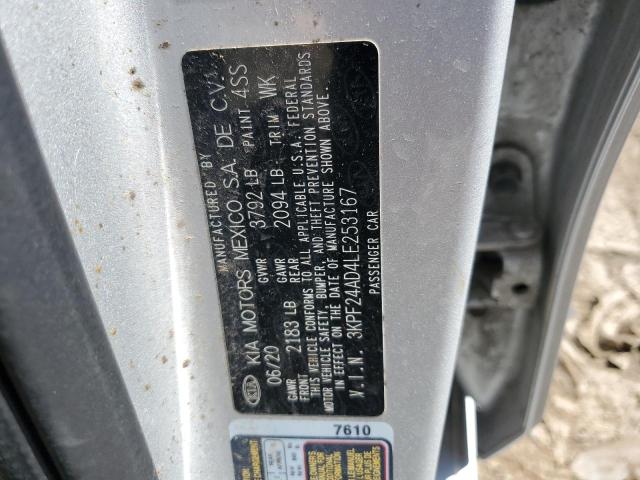 MANUFACTURED BY
KIA KIA MOTORS MEXICO S.A. DE C.V.
06/20 GVWR 3792 LB PAINT 4SS
GAWR FRONT 2183 LB GAWR REAR 2094 LB TRIM WK
THIS VEHICLE CONFORMS TO ALL APPLICABLE U.S.A. FEDERAL
MOTOR VEHICLE SAFETY, BUMPER, AND THEFT PREVENTION STANDARDS
IN EFFECT ON THE DATE OF MANUFACTURE SHOWN ABOVE.
V.I.N. 3KPF24AD4LE253167
PASSENGER CAR
7610